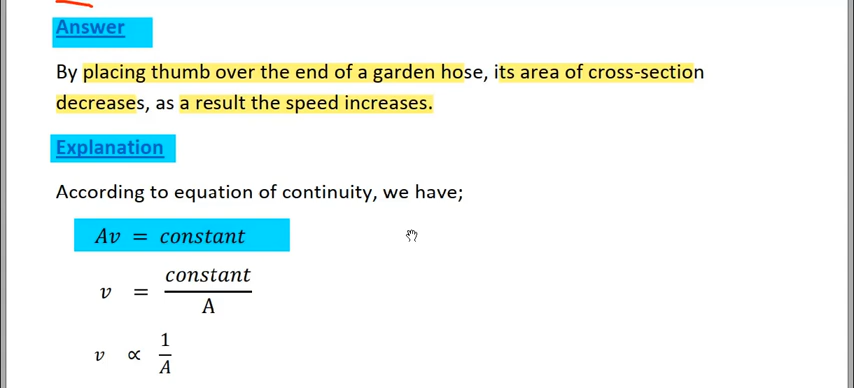 Answer
By placing thumb over the end of a garden hose, its area of cross-section
decreases, as a result the speed increases.
Explanation
According to equation of continuity, we have;
Av = constant
v = constant / A
v ∝ 1 / A